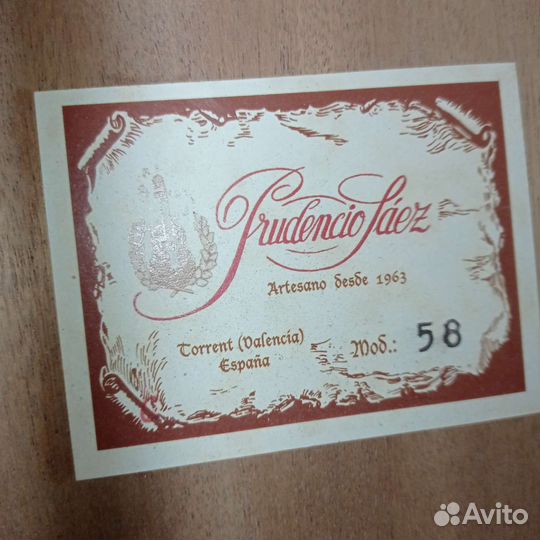 Prudencio Sáez
Artesano desde 1963
Torrent (Valencia)
España
Mod.: 58
Avito